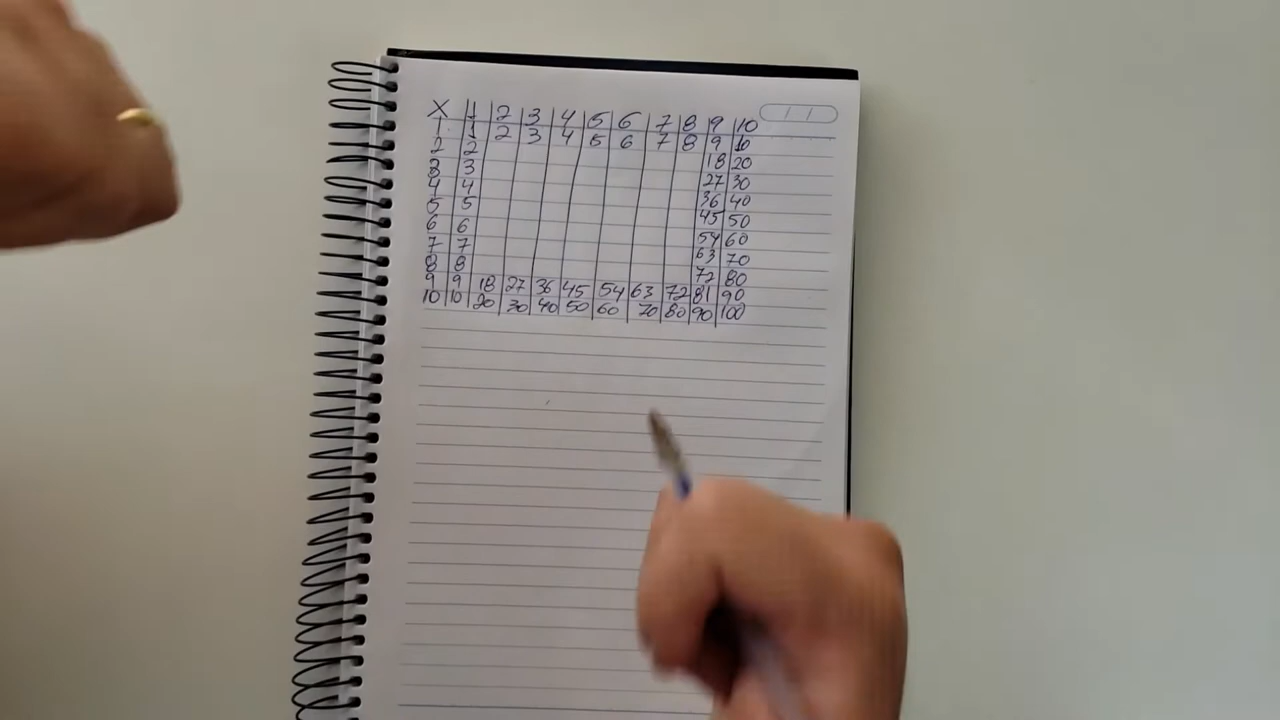 X 1 2 3 4 5 6 7 8 9 10
1 1 2 3 4 5 6 7 8 9 10
2 2 18 20
3 3 27 30
4 4 36 40
5 5 45 50
6 6 54 60
7 7 63 70
8 8 72 80
9 9 18 27 36 45 54 63 72 81 90
10 10 20 30 40 50 60 70 80 90 100